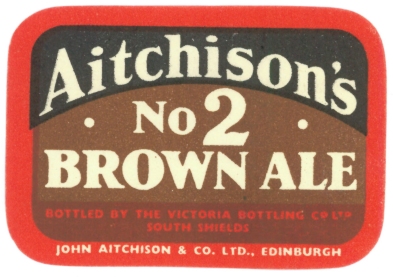 Aitchison's
· No 2 ·
BROWN ALE
BOTTLED BY THE VICTORIA BOTTLING Co LTD
SOUTH SHIELDS
JOHN AITCHISON & CO. LTD., EDINBURGH